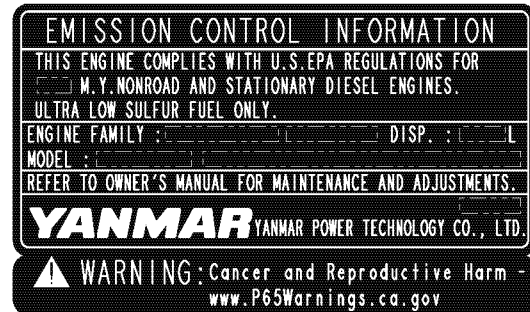 EMISSION CONTROL INFORMATION
THIS ENGINE COMPLIES WITH U.S.EPA REGULATIONS FOR
M.Y.NONROAD AND STATIONARY DIESEL ENGINES.
ULTRA LOW SULFUR FUEL ONLY.
ENGINE FAMILY : DISP. : L
MODEL :
REFER TO OWNER'S MANUAL FOR MAINTENANCE AND ADJUSTMENTS.
YANMAR YANMAR POWER TECHNOLOGY CO., LTD.
WARNING:Cancer and Reproductive Harm -
www.P65Warnings.ca.gov